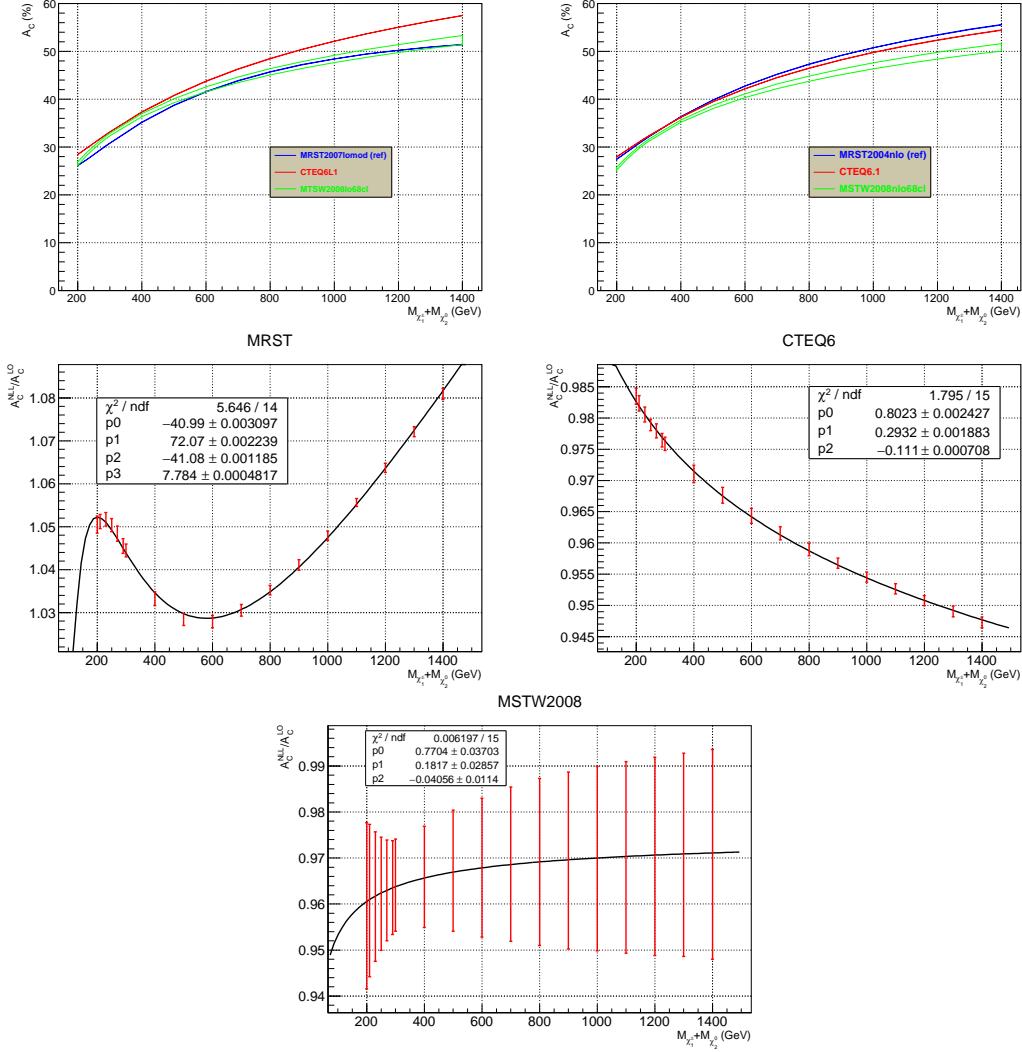 A_C (%)
60
50
40
30
20
10
0
MRST2007lomod (ref)
CTEQ6L1
MTSW2008lo68cl
200 400 600 800 1000 1200 1400
M_χ₁^±+M_χ₂^0 (GeV)
A_C (%)
60
50
40
30
20
10
0
MRST2004nlo (ref)
CTEQ6.1
MSTW2008nlo68cl
200 400 600 800 1000 1200 1400
M_χ₁^±+M_χ₂^0 (GeV)
MRST
A_C^NLL/A_C^LO
1.08
1.07
1.06
1.05
1.04
1.03
χ² / ndf 5.646 / 14
p0 −40.99 ± 0.003097
p1 72.07 ± 0.002239
p2 −41.08 ± 0.001185
p3 7.784 ± 0.0004817
200 400 600 800 1000 1200 1400
M_χ₁^±+M_χ₂^0 (GeV)
CTEQ6
A_C^NLL/A_C^LO
0.985
0.98
0.975
0.97
0.965
0.96
0.955
0.95
0.945
χ² / ndf 1.795 / 15
p0 0.8023 ± 0.002427
p1 0.2932 ± 0.001883
p2 −0.111 ± 0.000708
200 400 600 800 1000 1200 1400
M_χ₁^±+M_χ₂^0 (GeV)
MSTW2008
A_C^NLL/A_C^LO
0.99
0.98
0.97
0.96
0.95
0.94
χ² / ndf 0.006197 / 15
p0 0.7704 ± 0.03703
p1 0.1817 ± 0.02857
p2 −0.04056 ± 0.0114
200 400 600 800 1000 1200 1400
M_χ₁^±+M_χ₂^0 (GeV)